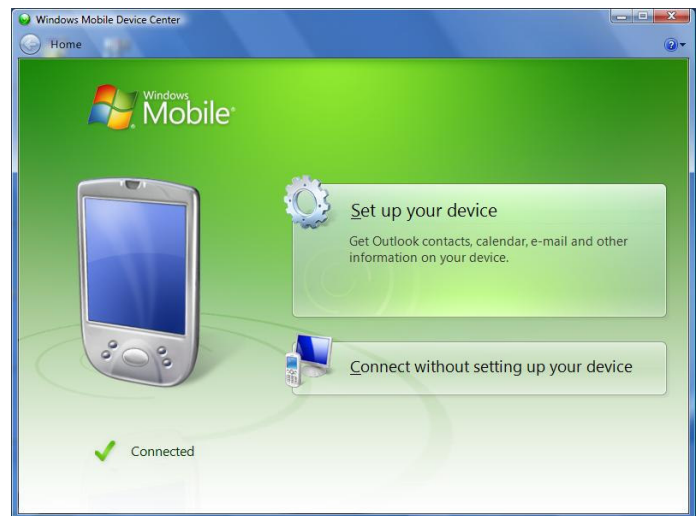 Windows Mobile Device Center
Home
Windows
Mobile®
Set up your device
Get Outlook contacts, calendar, e-mail and other
information on your device.
Connect without setting up your device
Connected